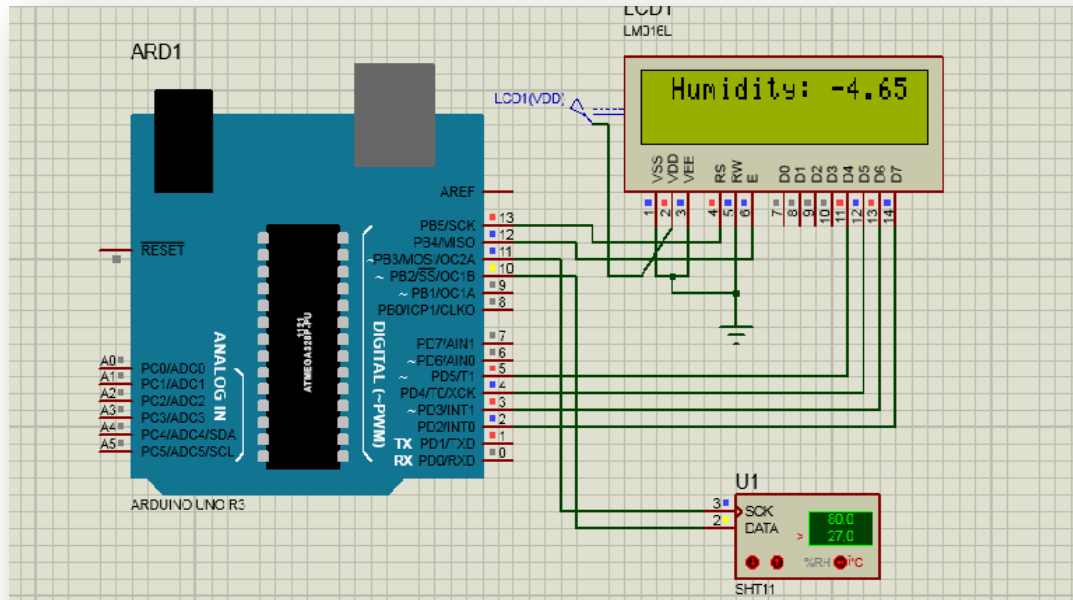 LCD1
LM016L
ARD1
Humidity: -4.65
LCD1(VDD)
VSS
VDD
VEE
RS
RW
E
D0
D1
D2
D3
D4
D5
D6
D7
1
2
3
4
5
6
7
8
9
10
11
12
13
14
AREF
RESET
PB5/SCK 13
PB4/MISO 12
~PB3/MOSI/OC2A 11
~ PB2/SS/OC1B 10
~ PB1/OC1A 9
PB0/ICP1/CLKO 8
PD7/AIN1 7
~PD6/AIN0 6
~ PD5/T1 5
PD4/T0/XCK 4
~PD3/INT1 3
PD2/INT0 2
TX PD1/TXD 1
RX PD0/RXD 0
A0 PC0/ADC0
A1 PC1/ADC1
A2 PC2/ADC2
A3 PC3/ADC3
A4 PC4/ADC4/SDA
A5 PC5/ADC5/SCL
ANALOG IN
ATMEGA328P-PU
1121
DIGITAL (~PWM)
ARDUINO UNO R3
U1
3 SCK
2 DATA
80.0
> 27.0
%RH °C
SHT11